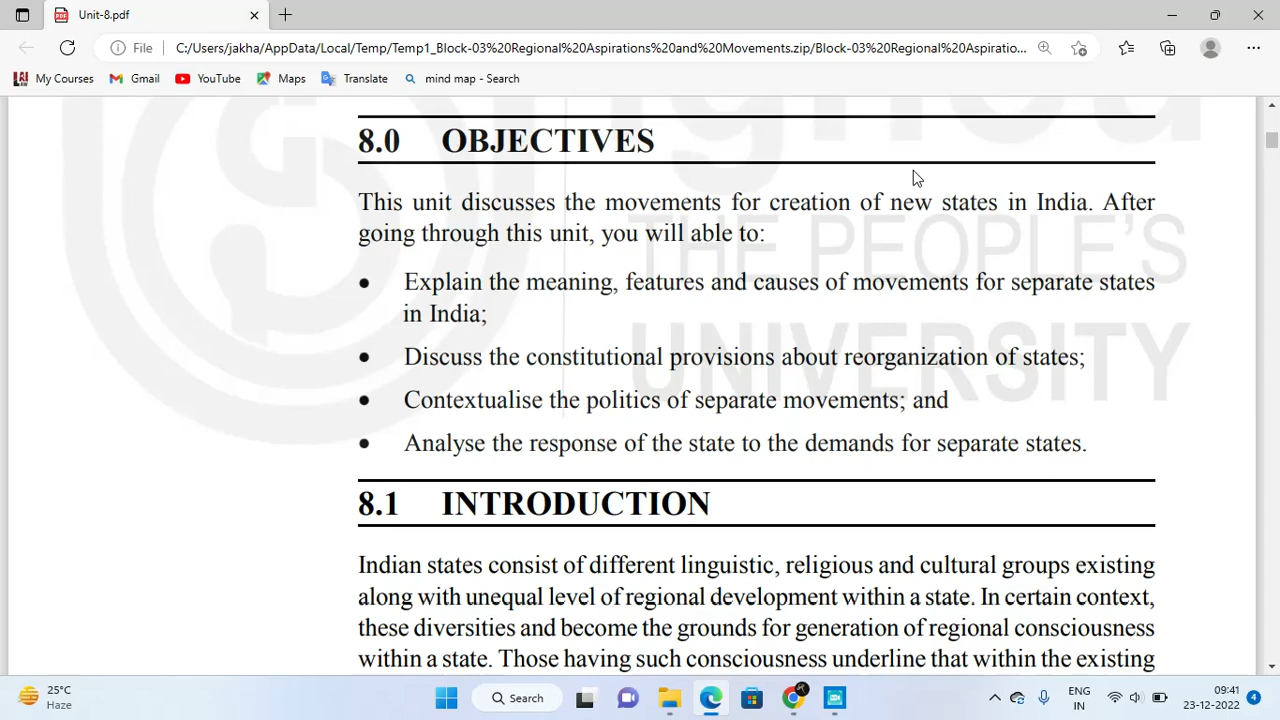 Unit-8.pdf
File
C:/Users/jakha/AppData/Local/Temp/Temp1_Block-03%20Regional%20Aspirations%20and%20Movements.zip/Block-03%20Regional%20Aspiratio...
My Courses Gmail YouTube Maps Translate mind map - Search
8.0 OBJECTIVES
This unit discusses the movements for creation of new states in India. After
going through this unit, you will able to:
Explain the meaning, features and causes of movements for separate states
in India;
Discuss the constitutional provisions about reorganization of states;
Contextualise the politics of separate movements; and
Analyse the response of the state to the demands for separate states.
THE PEOPLE'S
UNIVERSITY
8.1 INTRODUCTION
Indian states consist of different linguistic, religious and cultural groups existing
along with unequal level of regional development within a state. In certain context,
these diversities and become the grounds for generation of regional consciousness
within a state. Those having such consciousness underline that within the existing
25°C
Haze
Search
ENG
IN
09:41
23-12-2022
4